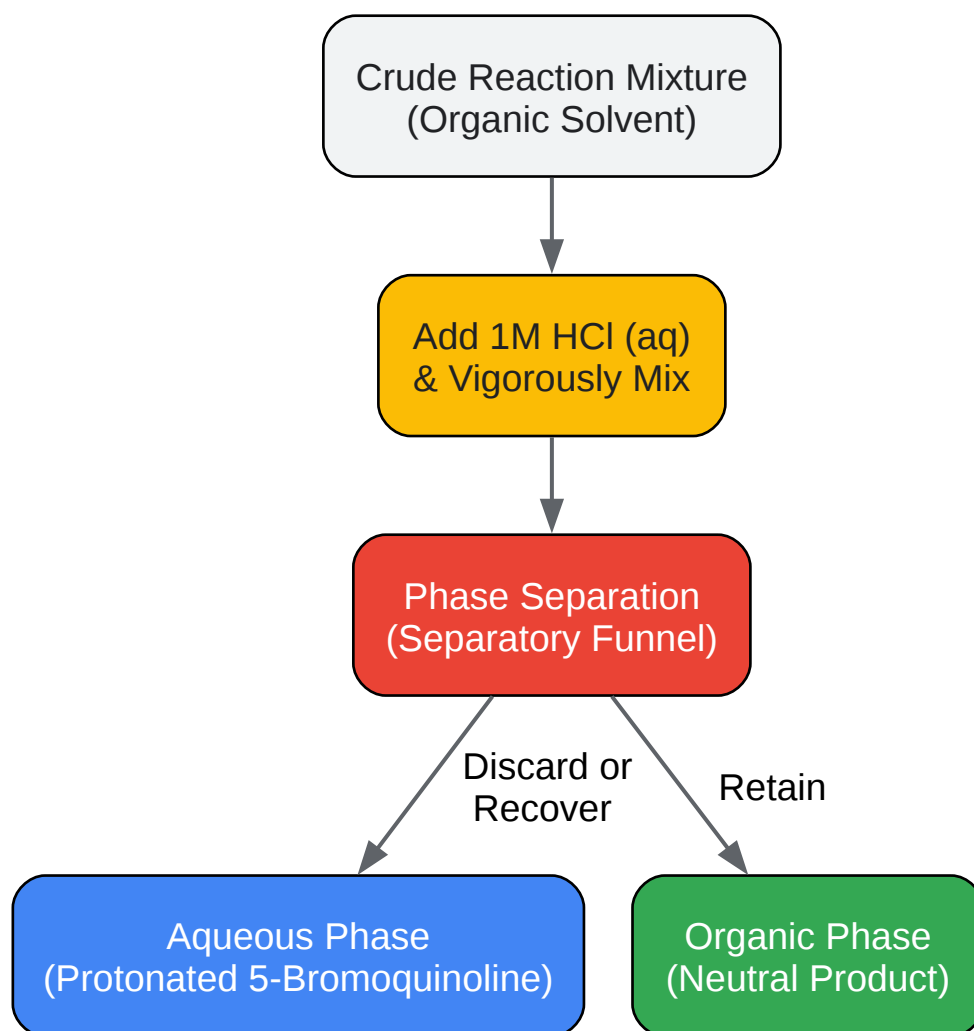 Crude Reaction Mixture
(Organic Solvent)
Add 1M HCl (aq)
& Vigorously Mix
Phase Separation
(Separatory Funnel)
Discard or
Recover
Retain
Aqueous Phase
(Protonated 5-Bromoquinoline)
Organic Phase
(Neutral Product)